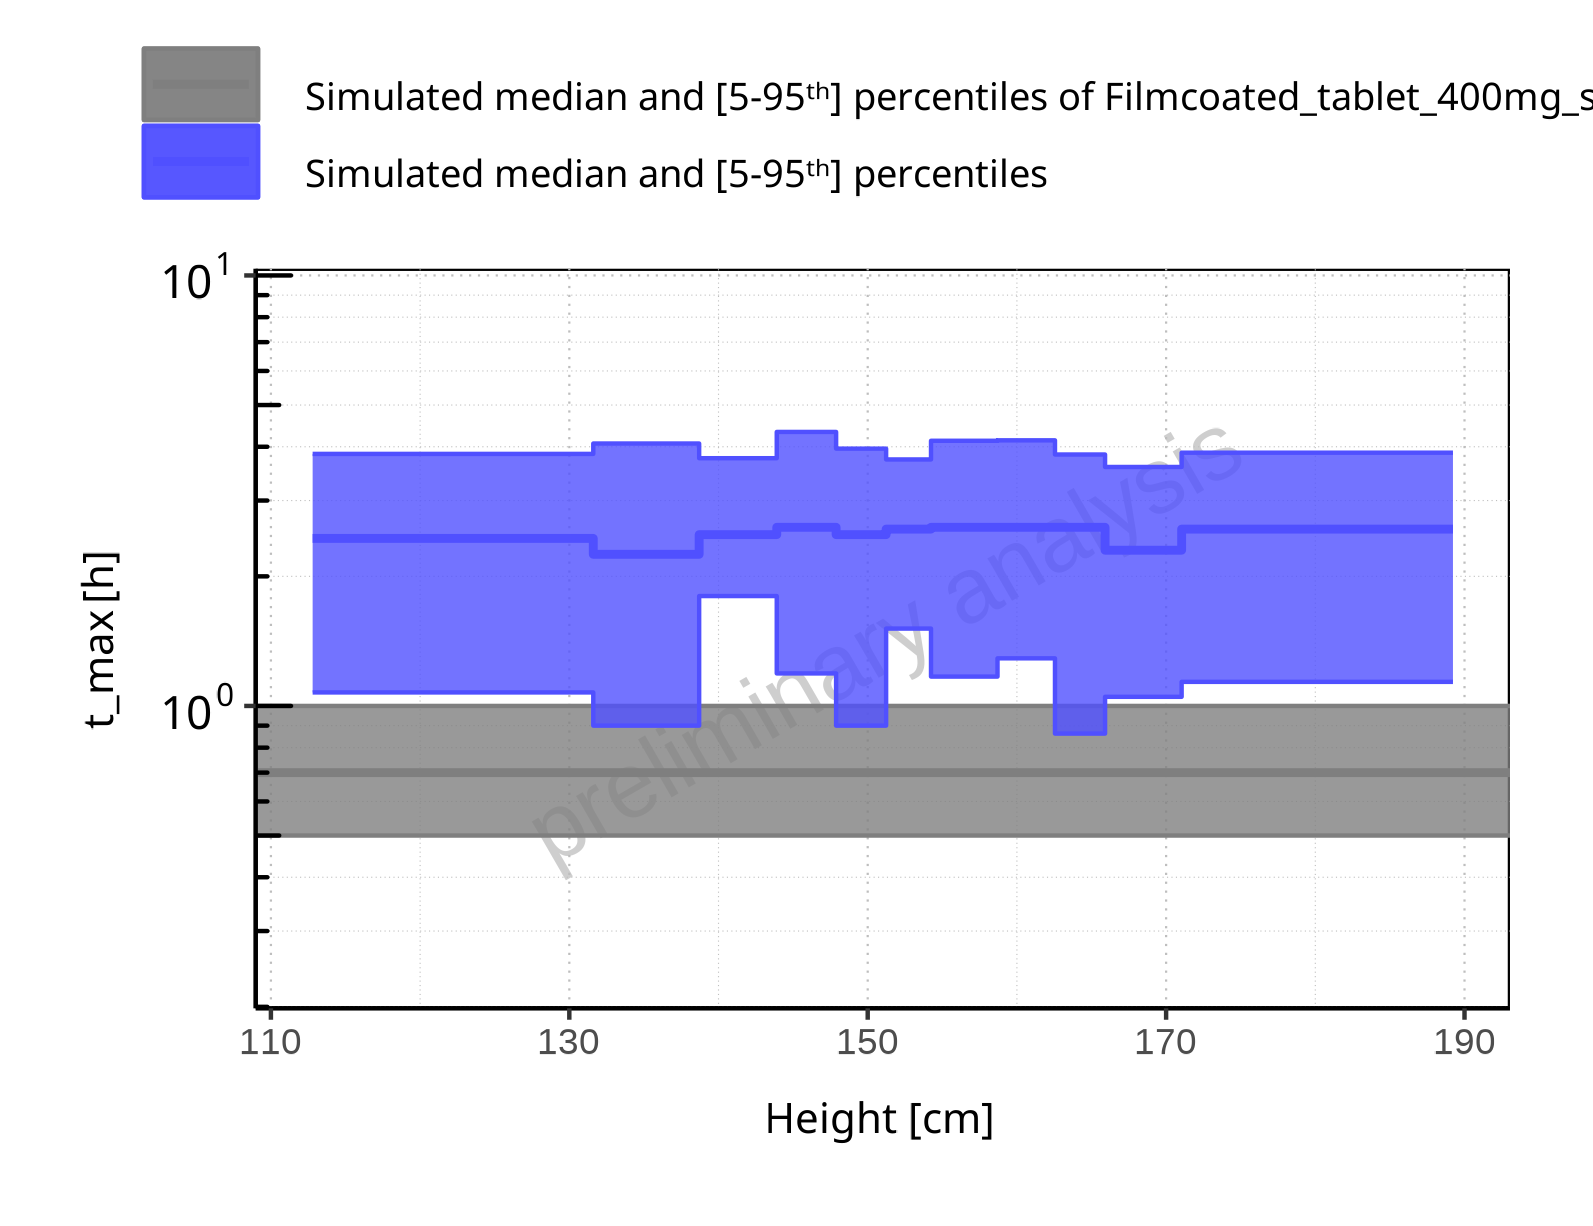 Simulated median and [5-95ᵗʰ] percentiles of Filmcoated_tablet_400mg_s
Simulated median and [5-95ᵗʰ] percentiles
10¹
10⁰
t_max [h]
preliminary analysis
110 130 150 170 190
Height [cm]